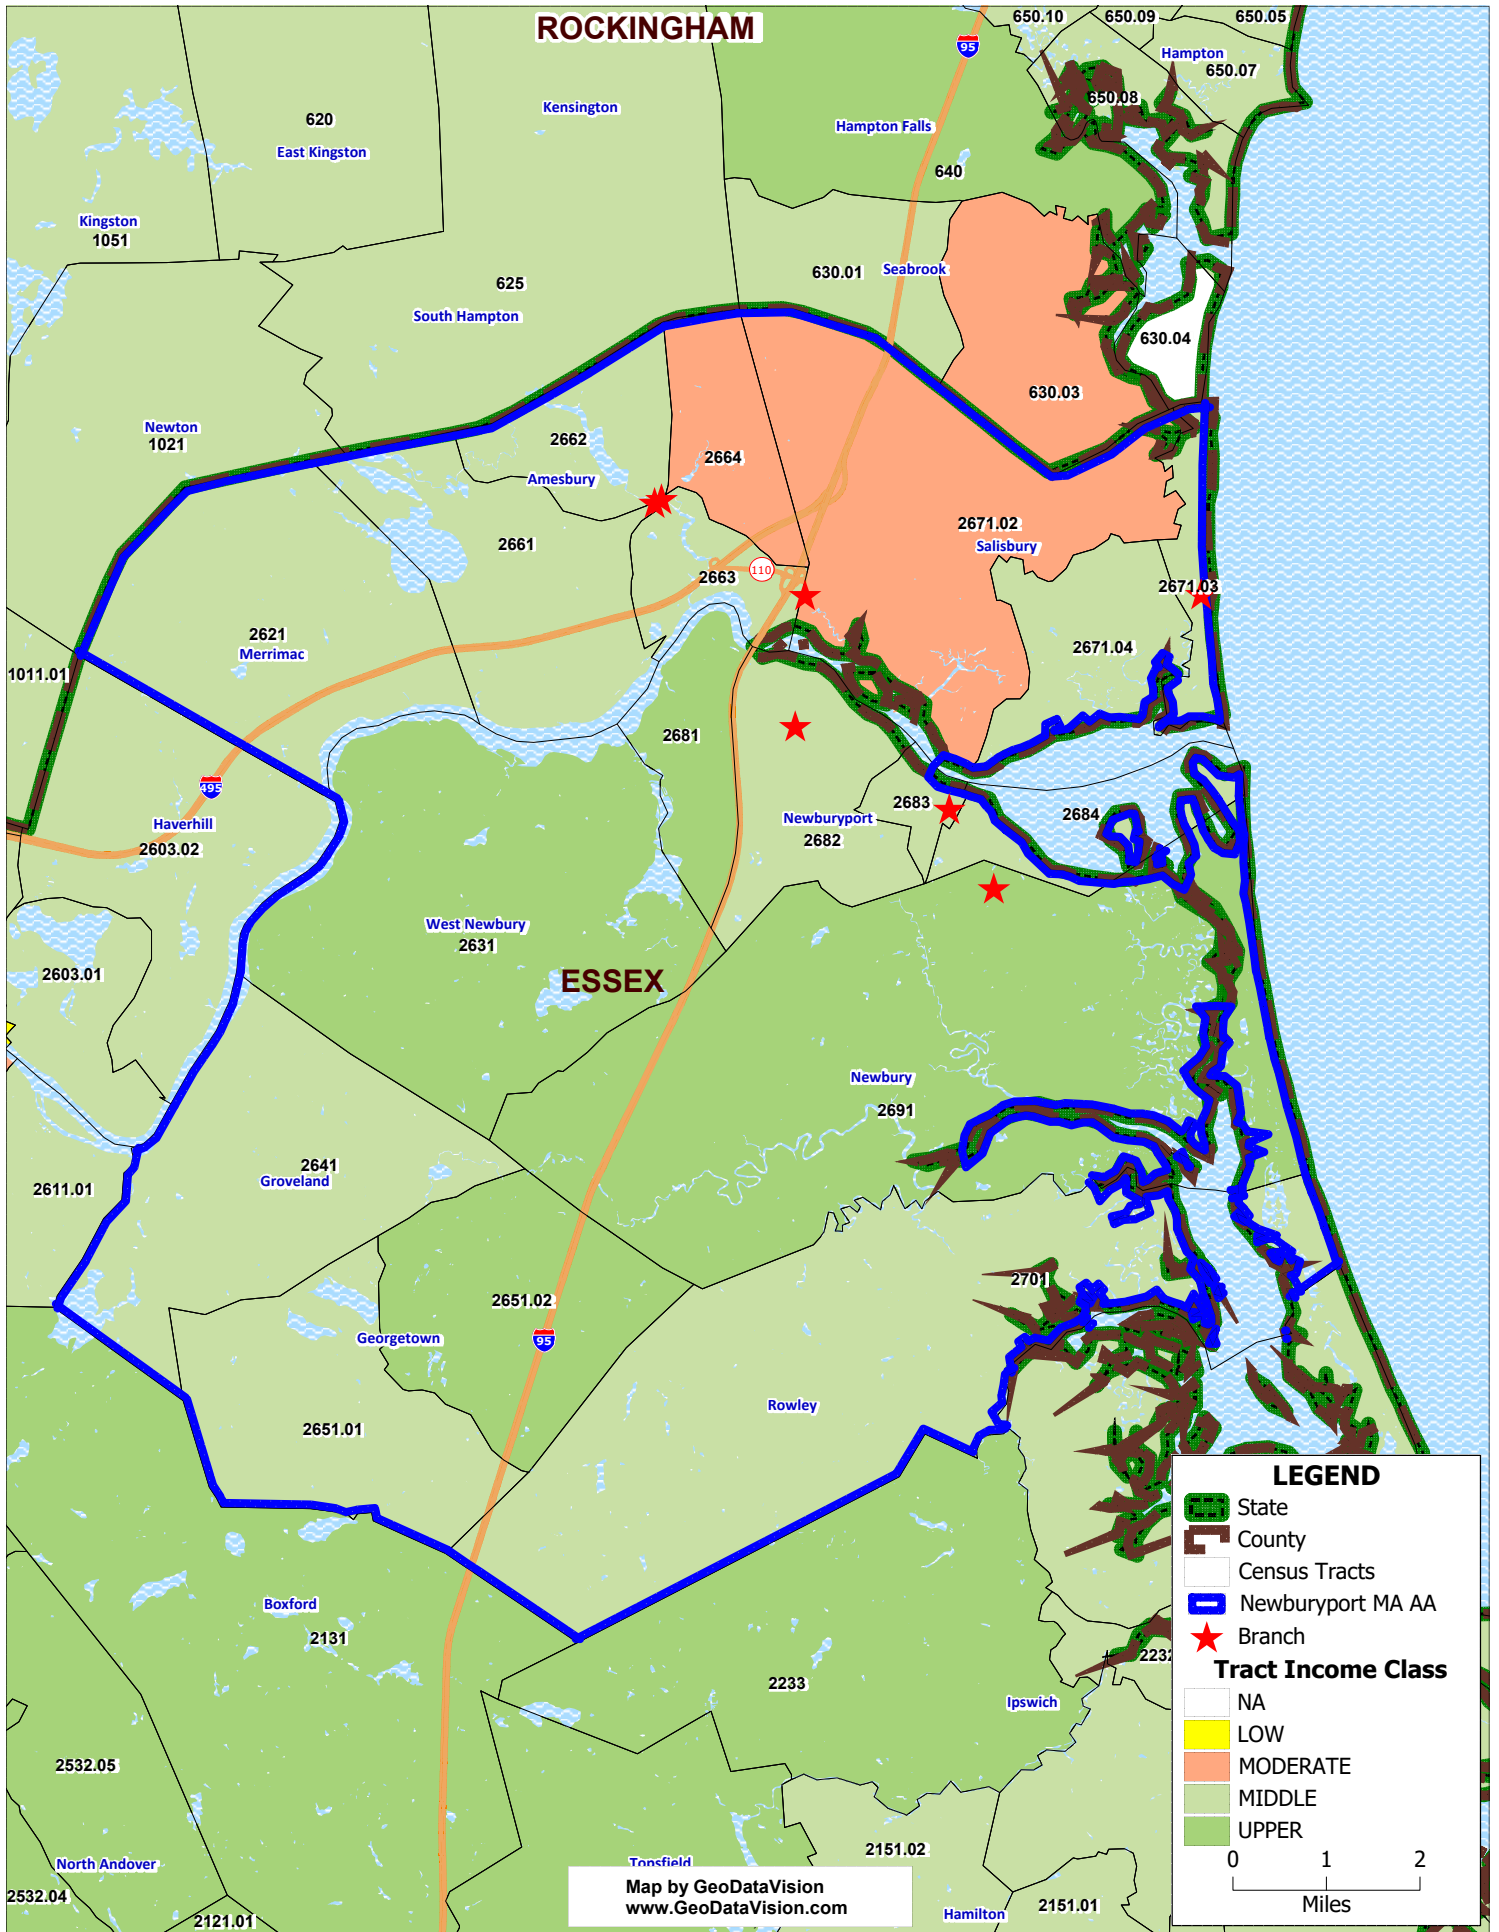 ROCKINGHAM
650.10
650.09
650.05
95
Hampton
650.07
Kensington
650.08
620
Hampton Falls
East Kingston
640
Kingston
1051
630.01
Seabrook
625
South Hampton
630.04
630.03
Newton
1021
2662
2664
Amesbury
2671.02
Salisbury
2661
2663
110
2671.03
2621
Merrimac
2671.04
1011.01
2681
495
2683
2684
Haverhill
2603.02
Newburyport
2682
West Newbury
2631
2603.01
ESSEX
Newbury
2691
2641
Groveland
2611.01
2701
2651.02
Georgetown
95
Rowley
2651.01
LEGEND
State
County
Census Tracts
Newburyport MA AA
Branch
Tract Income Class
NA
LOW
MODERATE
MIDDLE
UPPER
0 1 2
Miles
Boxford
2131
2232
2233
Ipswich
2532.05
2151.02
North Andover
Topsfield
2532.04
2121.01
Map by GeoDataVision
www.GeoDataVision.com
Hamilton
2151.01